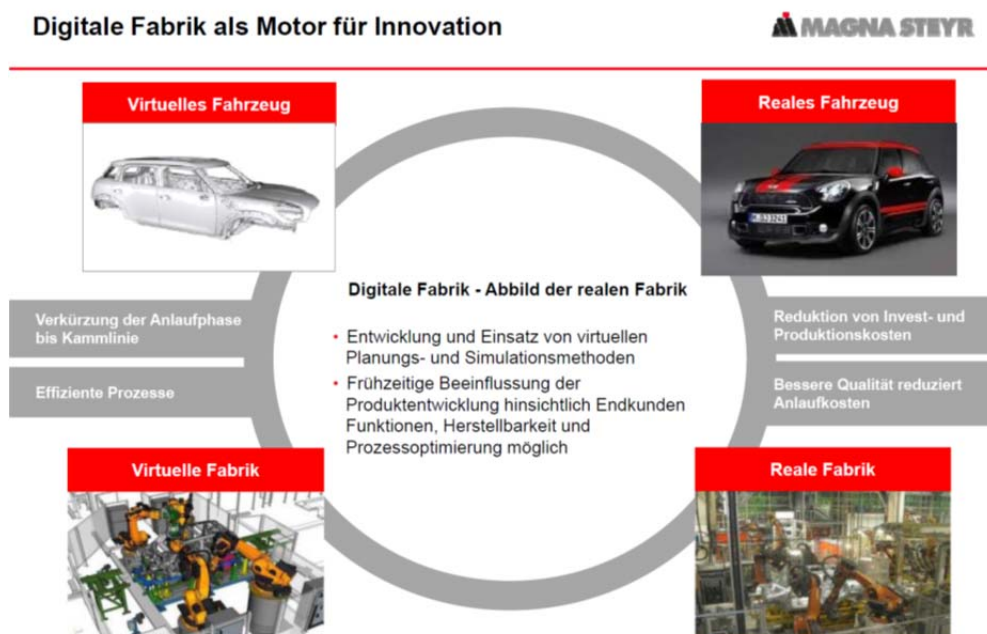 Digitale Fabrik als Motor für Innovation
MAGNA STEYR
Virtuelles Fahrzeug
Reales Fahrzeug
Digitale Fabrik - Abbild der realen Fabrik
Verkürzung der Anlaufphase
bis Kammlinie
Effiziente Prozesse
• Entwicklung und Einsatz von virtuellen
Planungs- und Simulationsmethoden
• Frühzeitige Beeinflussung der
Produktentwicklung hinsichtlich Endkunden
Funktionen, Herstellbarkeit und
Prozessoptimierung möglich
Reduktion von Invest- und
Produktionskosten
Bessere Qualität reduziert
Anlaufkosten
Virtuelle Fabrik
Reale Fabrik